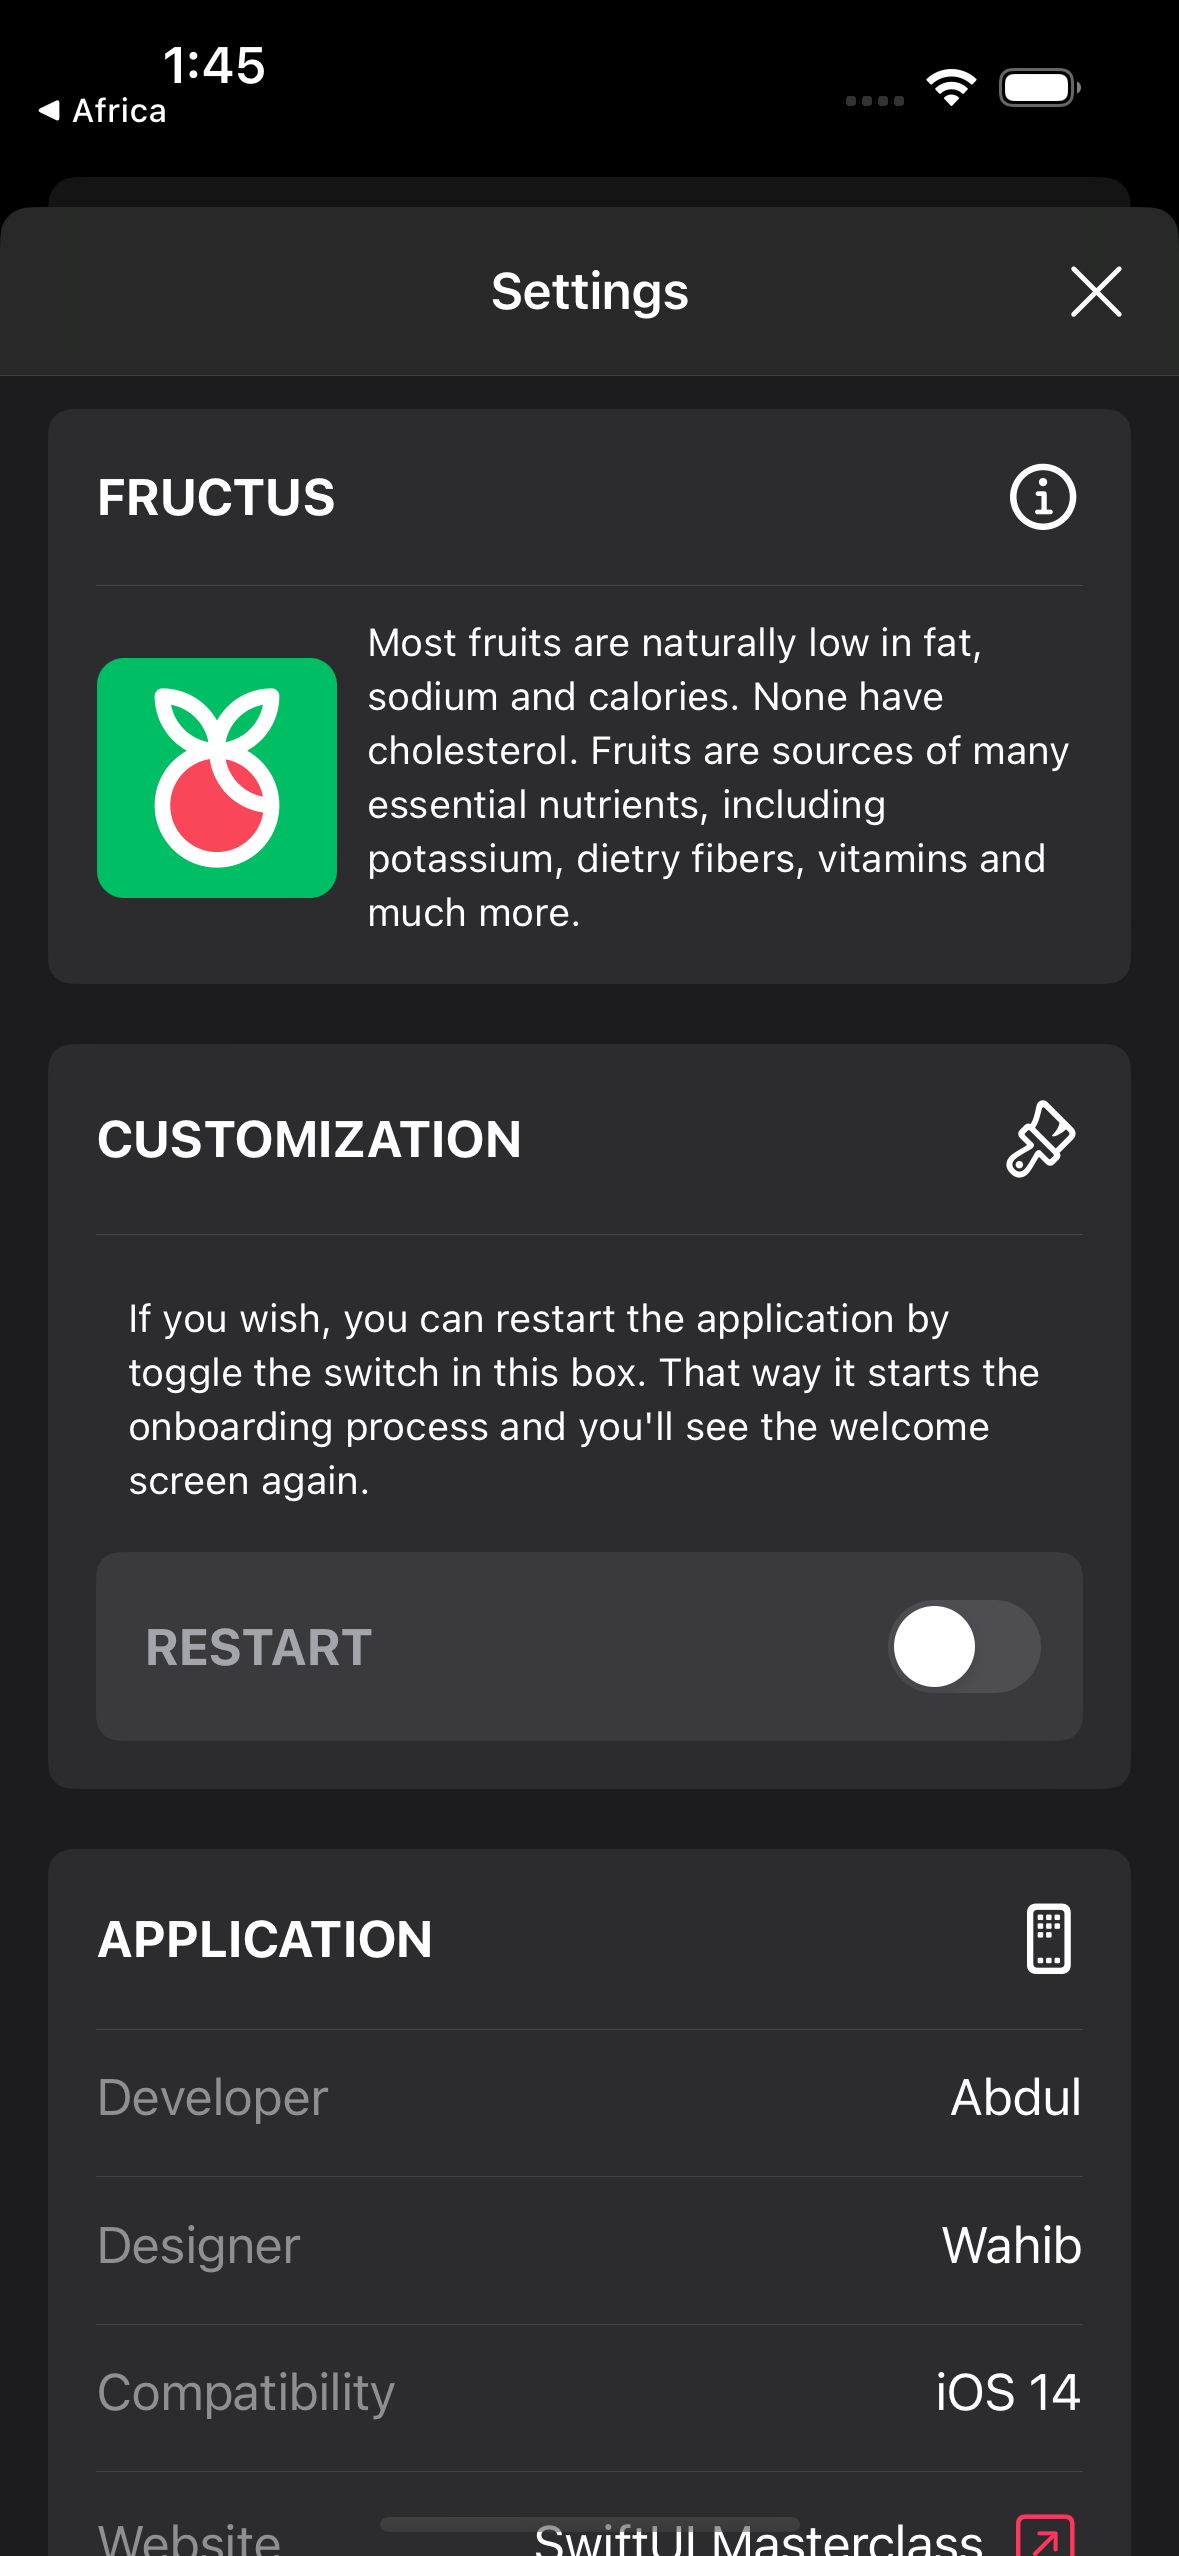 1:45
Africa
Settings
FRUCTUS
Most fruits are naturally low in fat,
sodium and calories. None have
cholesterol. Fruits are sources of many
essential nutrients, including
potassium, dietry fibers, vitamins and
much more.
CUSTOMIZATION
If you wish, you can restart the application by
toggle the switch in this box. That way it starts the
onboarding process and you'll see the welcome
screen again.
RESTART
APPLICATION
Developer Abdul
Designer Wahib
Compatibility iOS 14
Website SwiftUI Masterclass